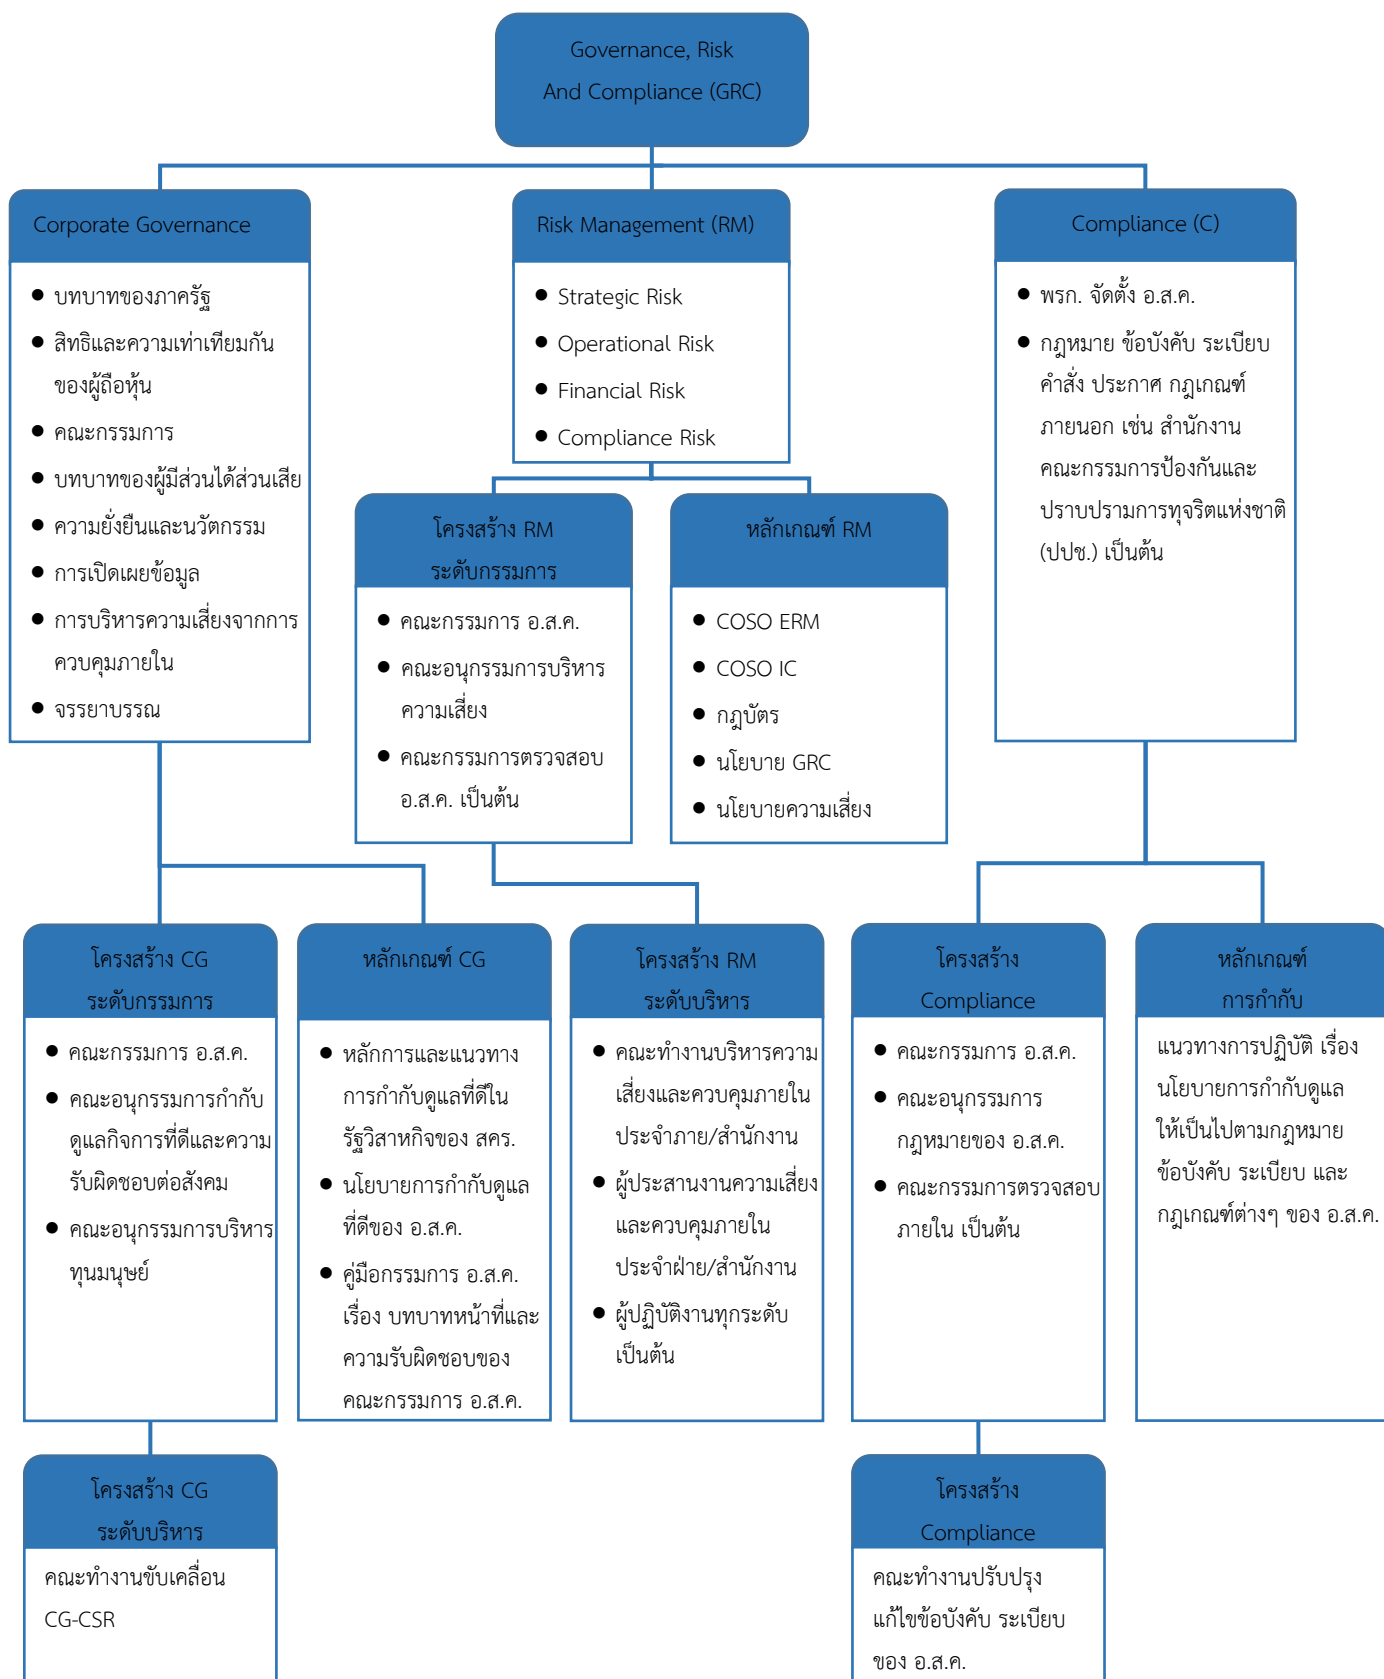 Governance, Risk
And Compliance (GRC)
Corporate Governance
● บทบาทของภาครัฐ
● สิทธิและความเท่าเทียมกัน
ของผู้ถือหุ้น
● คณะกรรมการ
● บทบาทของผู้มีส่วนได้ส่วนเสีย
● ความยั่งยืนและนวัตกรรม
● การเปิดเผยข้อมูล
● การบริหารความเสี่ยงจากการ
ควบคุมภายใน
● จรรยาบรรณ
Risk Management (RM)
● Strategic Risk
● Operational Risk
● Financial Risk
● Compliance Risk
Compliance (C)
● พรก. จัดตั้ง อ.ส.ค.
● กฎหมาย ข้อบังคับ ระเบียบ
คำสั่ง ประกาศ กฎเกณฑ์
ภายนอก เช่น สำนักงาน
คณะกรรมการป้องกันและ
ปราบปรามการทุจริตแห่งชาติ
(ปปช.) เป็นต้น
โครงสร้าง RM
ระดับกรรมการ
● คณะกรรมการ อ.ส.ค.
● คณะอนุกรรมการบริหาร
ความเสี่ยง
● คณะกรรมการตรวจสอบ
อ.ส.ค. เป็นต้น
หลักเกณฑ์ RM
● COSO ERM
● COSO IC
● กฎบัตร
● นโยบาย GRC
● นโยบายความเสี่ยง
โครงสร้าง CG
ระดับกรรมการ
● คณะกรรมการ อ.ส.ค.
● คณะอนุกรรมการกำกับ
ดูแลกิจการที่ดีและความ
รับผิดชอบต่อสังคม
● คณะอนุกรรมการบริหาร
ทุนมนุษย์
หลักเกณฑ์ CG
● หลักการและแนวทาง
การกำกับดูแลที่ดีใน
รัฐวิสาหกิจของ สคร.
● นโยบายการกำกับดูแล
ที่ดีของ อ.ส.ค.
● คู่มือกรรมการ อ.ส.ค.
เรื่อง บทบาทหน้าที่และ
ความรับผิดชอบของ
คณะกรรมการ อ.ส.ค.
โครงสร้าง RM
ระดับบริหาร
● คณะทำงานบริหารความ
เสี่ยงและควบคุมภายใน
ประจำภาย/สำนักงาน
● ผู้ประสานงานความเสี่ยง
และควบคุมภายใน
ประจำฝ่าย/สำนักงาน
● ผู้ปฏิบัติงานทุกระดับ
เป็นต้น
โครงสร้าง
Compliance
● คณะกรรมการ อ.ส.ค.
● คณะอนุกรรมการ
กฎหมายของ อ.ส.ค.
● คณะกรรมการตรวจสอบ
ภายใน เป็นต้น
หลักเกณฑ์
การกำกับ
แนวทางการปฏิบัติ เรื่อง
นโยบายการกำกับดูแล
ให้เป็นไปตามกฎหมาย
ข้อบังคับ ระเบียบ และ
กฎเกณฑ์ต่างๆ ของ อ.ส.ค.
โครงสร้าง CG
ระดับบริหาร
คณะทำงานขับเคลื่อน
CG-CSR
โครงสร้าง
Compliance
คณะทำงานปรับปรุง
แก้ไขข้อบังคับ ระเบียบ
ของ อ.ส.ค.